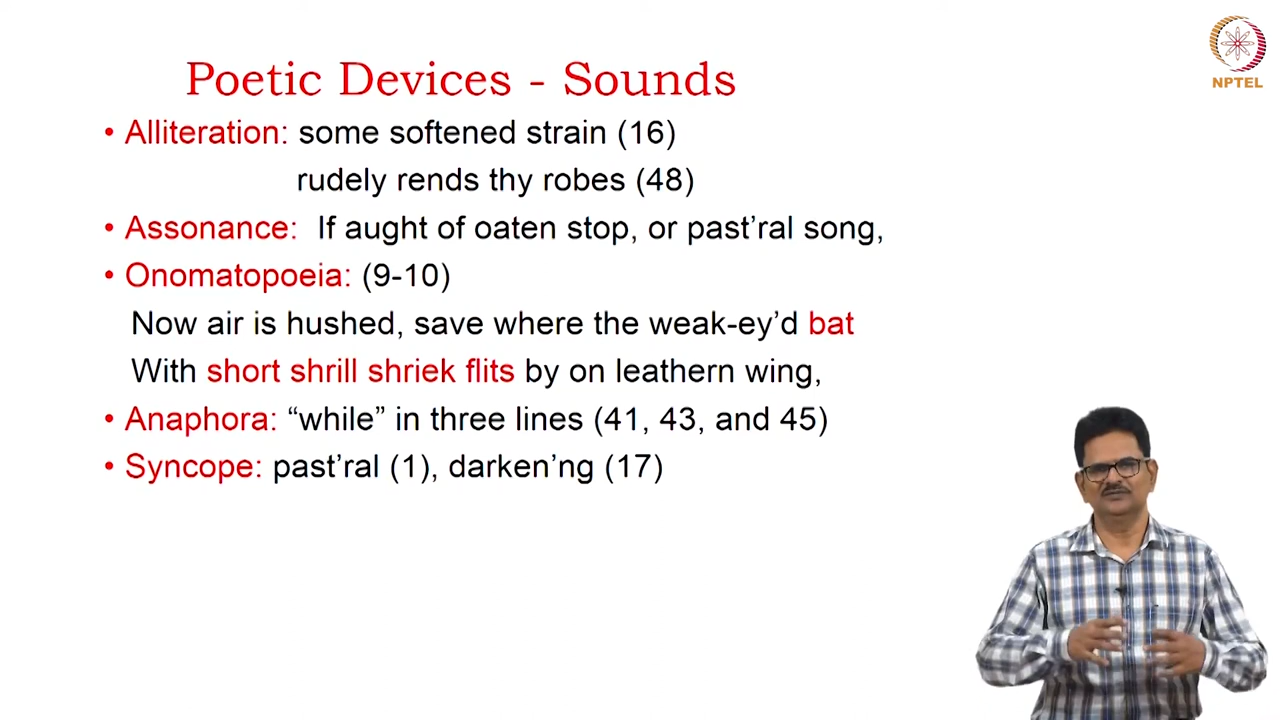 NPTEL
Poetic Devices - Sounds
• Alliteration: some softened strain (16)
rudely rends thy robes (48)
• Assonance: If aught of oaten stop, or past’ral song,
• Onomatopoeia: (9-10)
Now air is hushed, save where the weak-ey’d bat
With short shrill shriek flits by on leathern wing,
• Anaphora: “while” in three lines (41, 43, and 45)
• Syncope: past’ral (1), darken’ng (17)